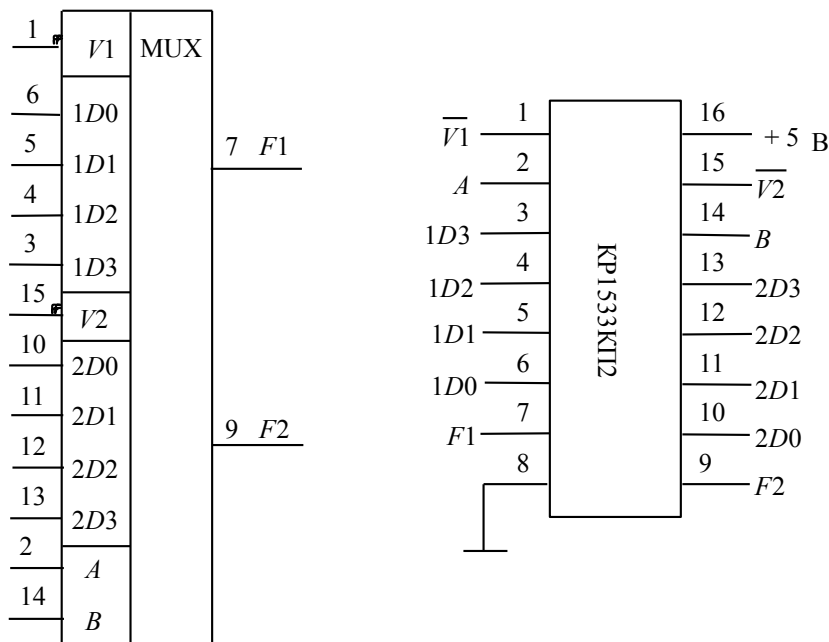 1 V1 MUX
6 1D0
5 1D1
4 1D2
3 1D3
15 V2
10 2D0
11 2D1
12 2D2
13 2D3
2 A
14 B
7 F1
9 F2
V1 1
A 2
1D3 3
1D2 4
1D1 5
1D0 6
F1 7
8
КР1533КП2
16 + 5 В
15 V2
14 B
13 2D3
12 2D2
11 2D1
10 2D0
9 F2